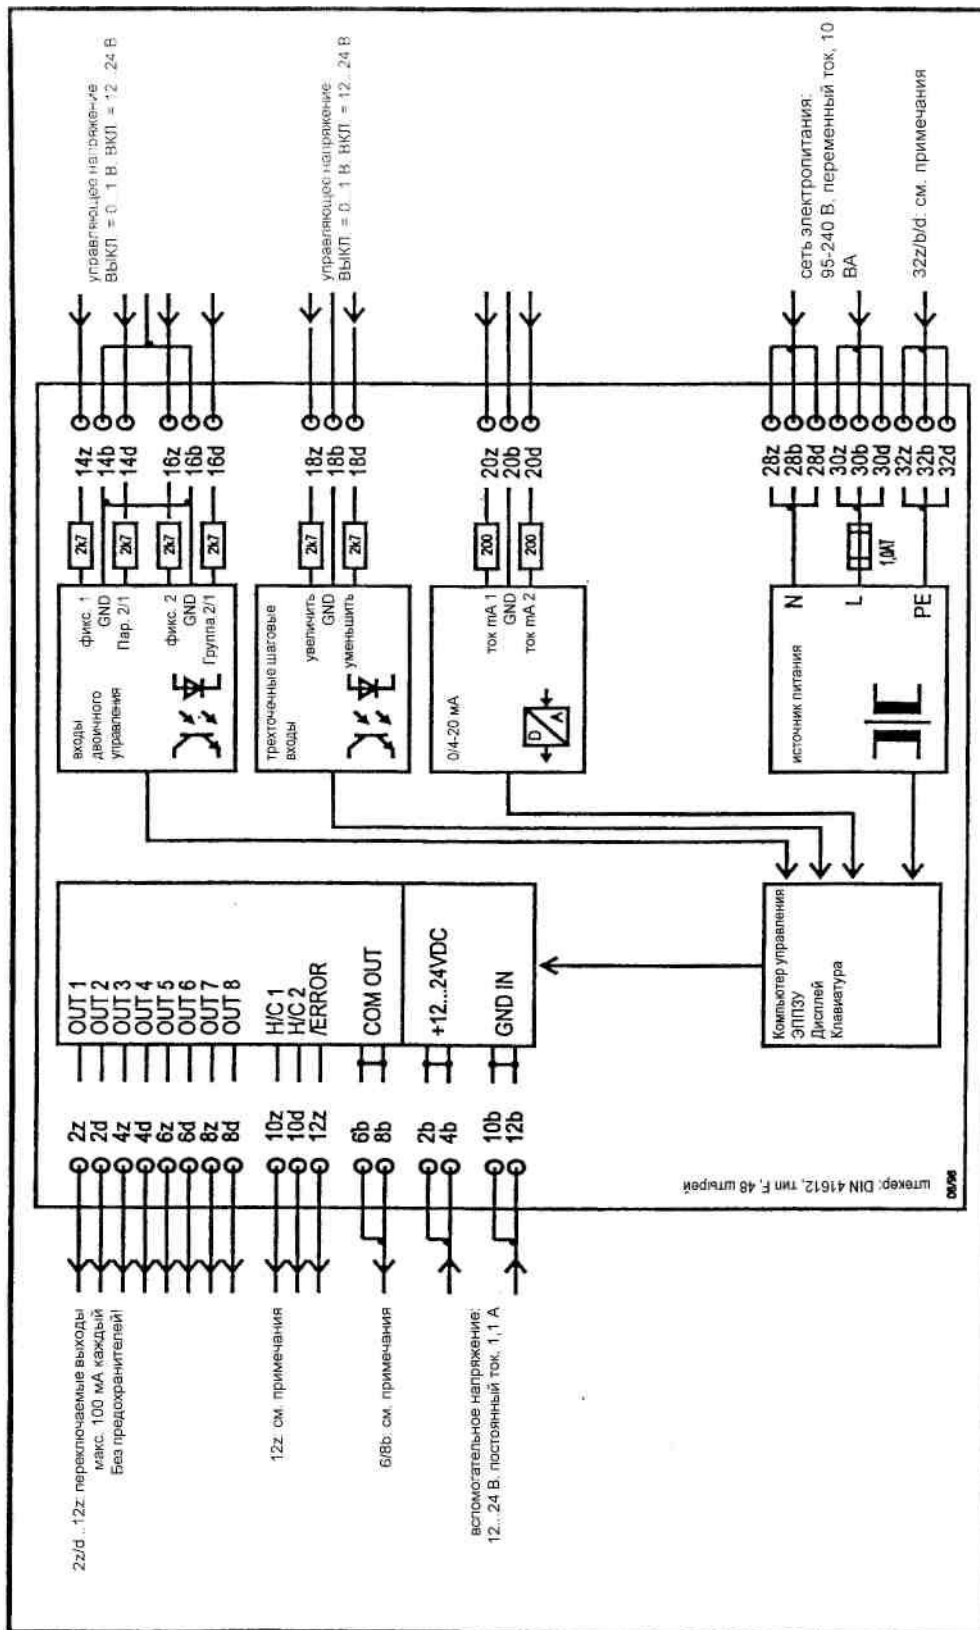 2z/d...12z: переключаемые выходы
макс. 100 мА каждый
Без предохранителей!
12z: см. примечания
6/8b: см. примечания
вспомогательное напряжение:
12...24 В, постоянный ток, 1,1 А
2z
2d
4z
4d
6z
6d
8z
8d
10z
10d
12z
6b
8b
2b
4b
10b
12b
OUT 1
OUT 2
OUT 3
OUT 4
OUT 5
OUT 6
OUT 7
OUT 8
H/C 1
H/C 2
/ERROR
COM OUT
+12...24VDC
GND IN
штекер: DIN 41612, тип F, 48 штырей
06/96
Компьютер управления
ЭППЗУ
Дисплей
Клавиатура
входы
двоичного
управления
фикс. 1
GND
Пар. 2/1
фикс. 2
GND
Группа 2/1
2k7
2k7
2k7
2k7
14z
14b
14d
16z
16b
16d
управляющее напряжение
ВЫКЛ. = 0...1 В, ВКЛ. = 12...24 В
трехточечные шаговые
входы
увеличить
GND
уменьшить
2k7
2k7
18z
18b
18d
управляющее напряжение
ВЫКЛ. = 0...1 В, ВКЛ. = 12...24 В
0/4-20 мА
D
A
ток mA 1
GND
ток mA 2
200
200
20z
20b
20d
источник питания
N
L
PE
1,0AT
28z
28b
28d
30z
30b
30d
32z
32b
32d
сеть электропитания:
95-240 В, переменный ток, 10
ВА
32z/b/d: см. примечания